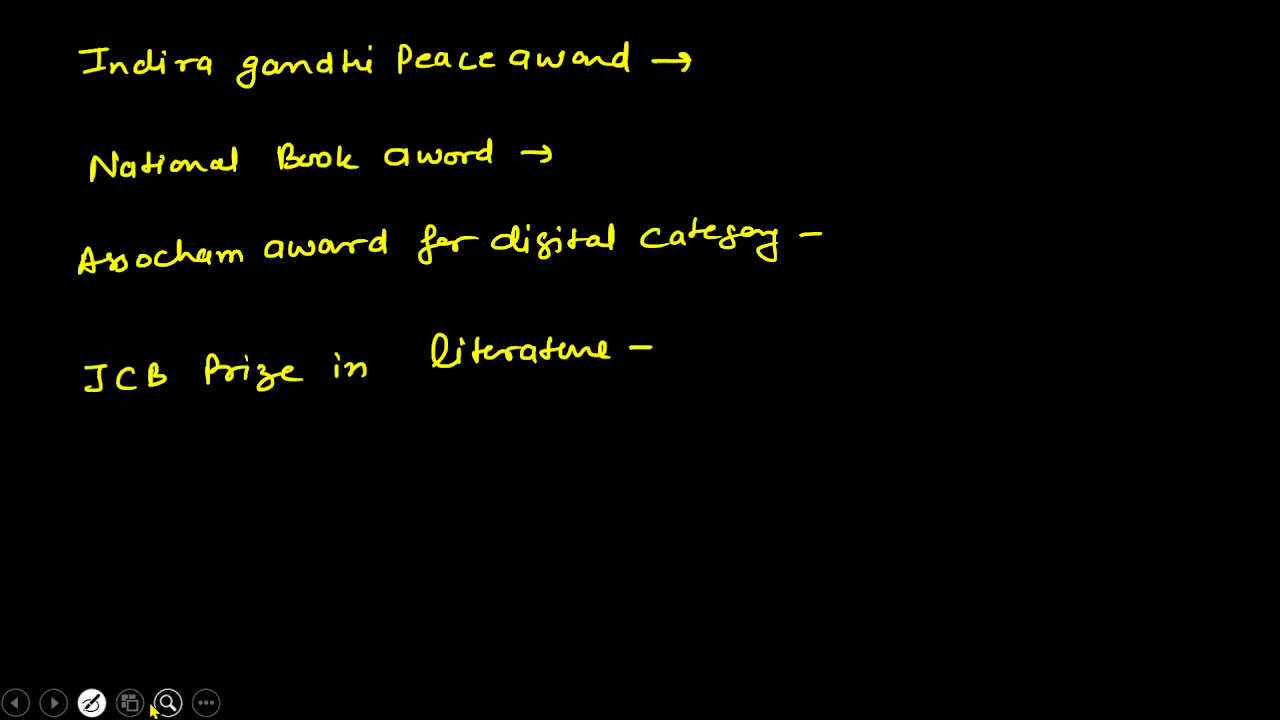 Indira gandhi Peace award →
National Book award →
Assocham award for digital category -
JCB Prize in literature -